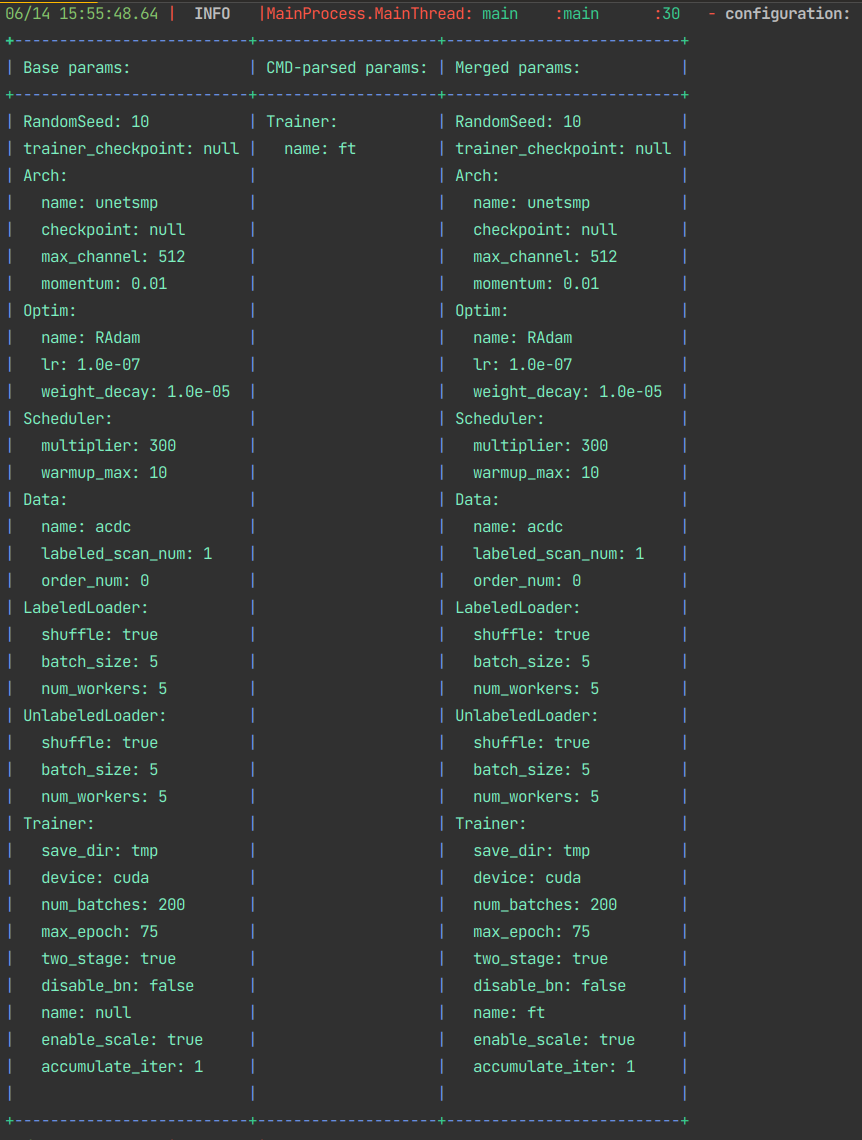 06/14 15:55:48.64 |  INFO   |MainProcess.MainThread: main    :main      :30   - configuration:
+--------------------------+--------------------+--------------------------+
| Base params:             | CMD-parsed params: | Merged params:           |
+--------------------------+--------------------+--------------------------+
| RandomSeed: 10           | Trainer:           | RandomSeed: 10           |
| trainer_checkpoint: null |   name: ft         | trainer_checkpoint: null |
| Arch:                    |                    | Arch:                    |
|   name: unetsmp          |                    |   name: unetsmp          |
|   checkpoint: null       |                    |   checkpoint: null       |
|   max_channel: 512       |                    |   max_channel: 512       |
|   momentum: 0.01         |                    |   momentum: 0.01         |
| Optim:                   |                    | Optim:                   |
|   name: RAdam            |                    |   name: RAdam            |
|   lr: 1.0e-07            |                    |   lr: 1.0e-07            |
|   weight_decay: 1.0e-05  |                    |   weight_decay: 1.0e-05  |
| Scheduler:               |                    | Scheduler:               |
|   multiplier: 300        |                    |   multiplier: 300        |
|   warmup_max: 10         |                    |   warmup_max: 10         |
| Data:                    |                    | Data:                    |
|   name: acdc             |                    |   name: acdc             |
|   labeled_scan_num: 1    |                    |   labeled_scan_num: 1    |
|   order_num: 0           |                    |   order_num: 0           |
| LabeledLoader:           |                    | LabeledLoader:           |
|   shuffle: true          |                    |   shuffle: true          |
|   batch_size: 5          |                    |   batch_size: 5          |
|   num_workers: 5         |                    |   num_workers: 5         |
| UnlabeledLoader:         |                    | UnlabeledLoader:         |
|   shuffle: true          |                    |   shuffle: true          |
|   batch_size: 5          |                    |   batch_size: 5          |
|   num_workers: 5         |                    |   num_workers: 5         |
| Trainer:                 |                    | Trainer:                 |
|   save_dir: tmp          |                    |   save_dir: tmp          |
|   device: cuda           |                    |   device: cuda           |
|   num_batches: 200       |                    |   num_batches: 200       |
|   max_epoch: 75          |                    |   max_epoch: 75          |
|   two_stage: true        |                    |   two_stage: true        |
|   disable_bn: false      |                    |   disable_bn: false      |
|   name: null             |                    |   name: ft               |
|   enable_scale: true     |                    |   enable_scale: true     |
|   accumulate_iter: 1     |                    |   accumulate_iter: 1     |
|                          |                    |                          |
+--------------------------+--------------------+--------------------------+